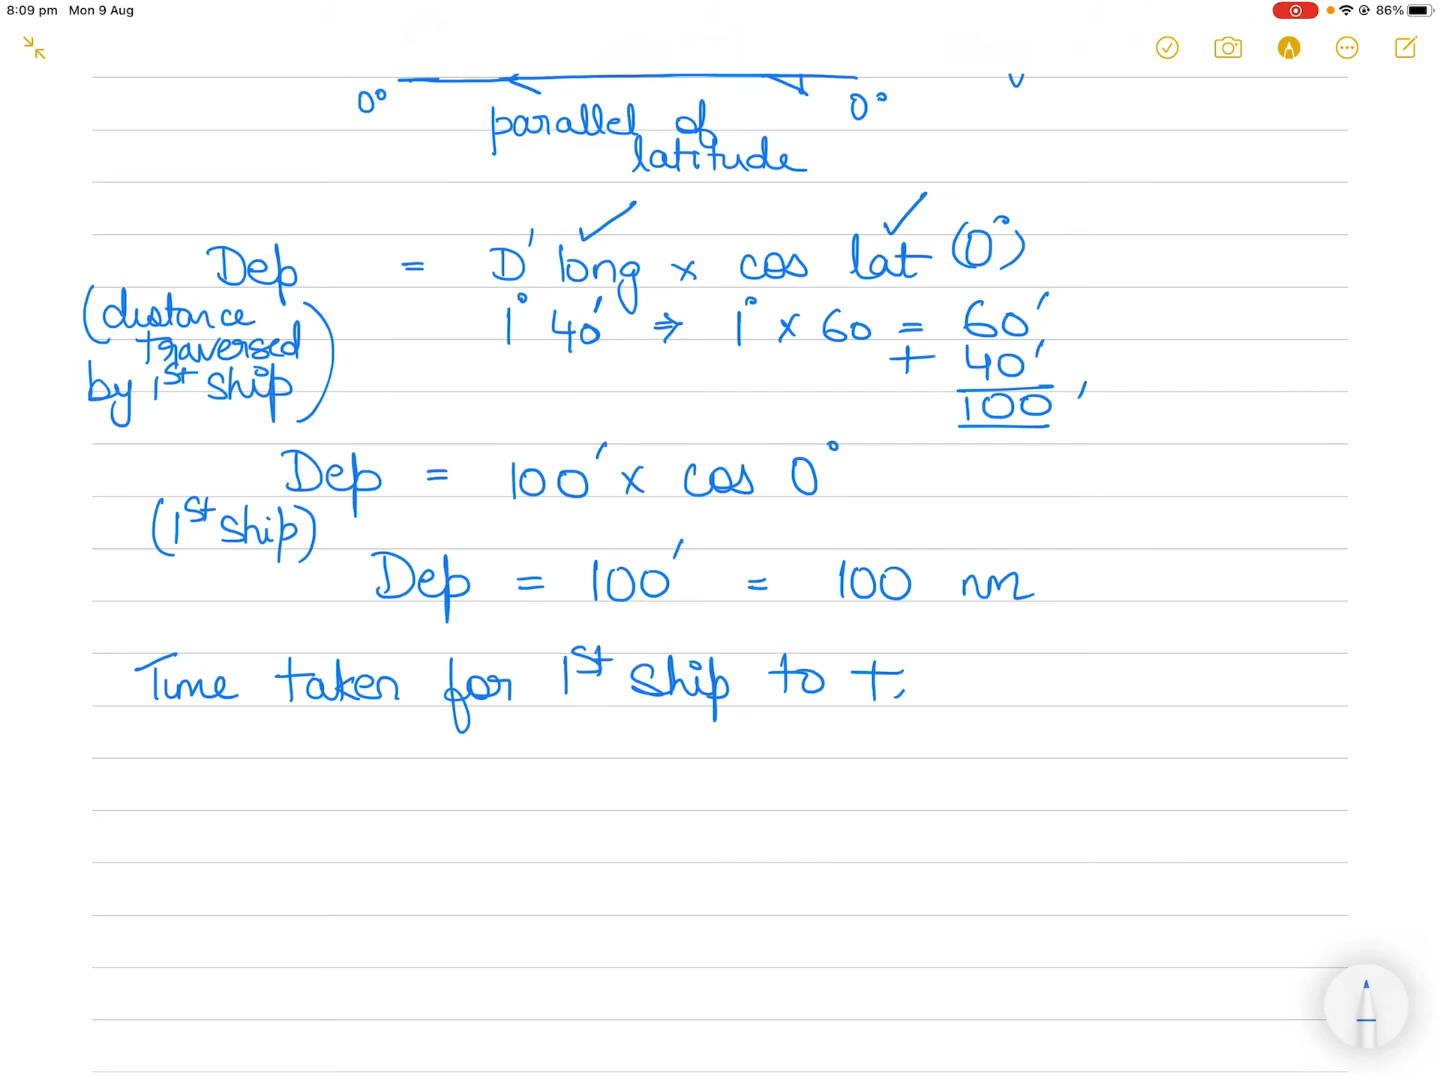 8:09 pm Mon 9 Aug
86%
0° 0°
parallel of
latitude
Dep = D' long × cos lat (0°)
(distance traversed by 1st ship)
1° 40' ⇒ 1° × 60 = 60'
+ 40'
100'
Dep = 100' × cos 0°
(1st ship)
Dep = 100' = 100 nm
Time taken for 1st ship to t